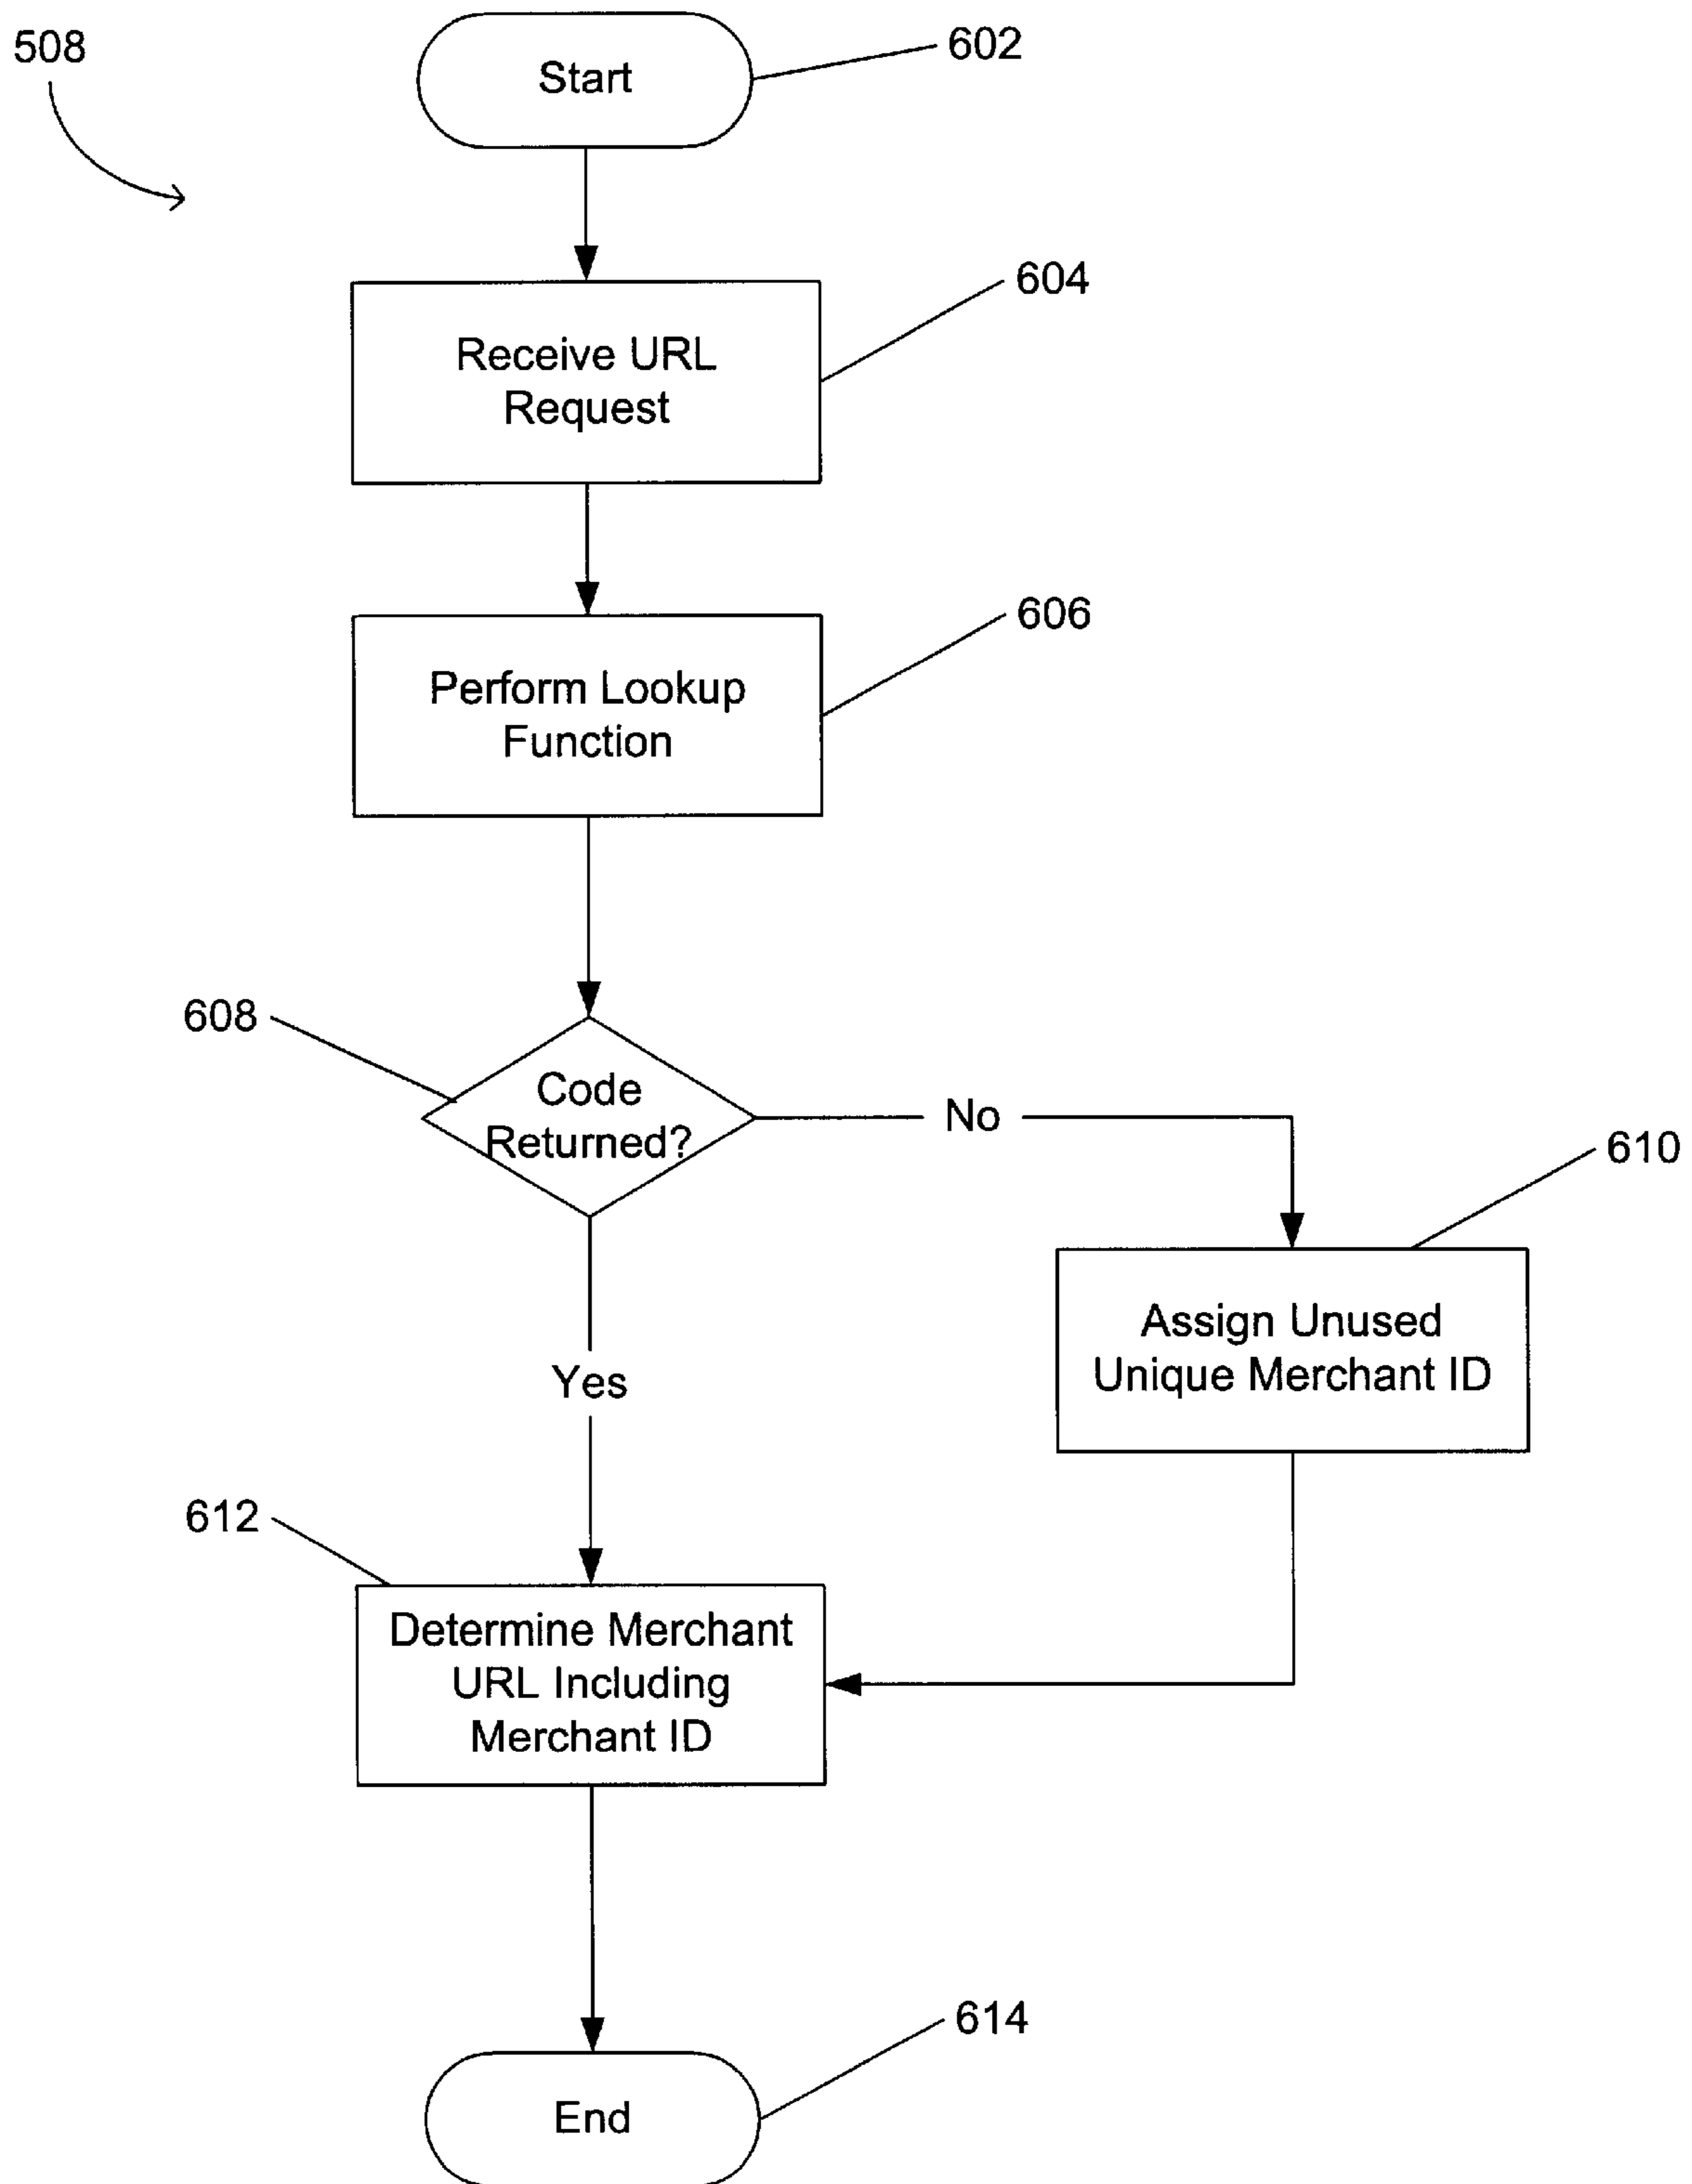 508
Start
602
Receive URL
Request
604
Perform Lookup
Function
606
608
Code
Returned?
No
610
Assign Unused
Unique Merchant ID
Yes
612
Determine Merchant
URL Including
Merchant ID
614
End